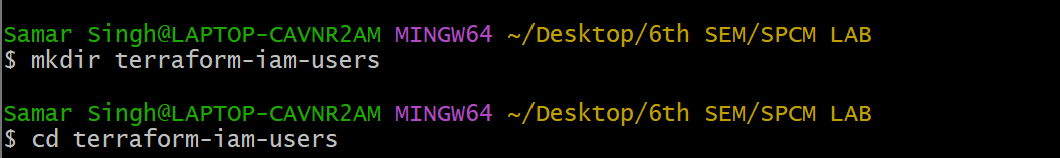 Samar Singh@LAPTOP-CAVNR2AM MINGW64 ~/Desktop/6th SEM/SPCM LAB
$ mkdir terraform-iam-users
Samar Singh@LAPTOP-CAVNR2AM MINGW64 ~/Desktop/6th SEM/SPCM LAB
$ cd terraform-iam-users